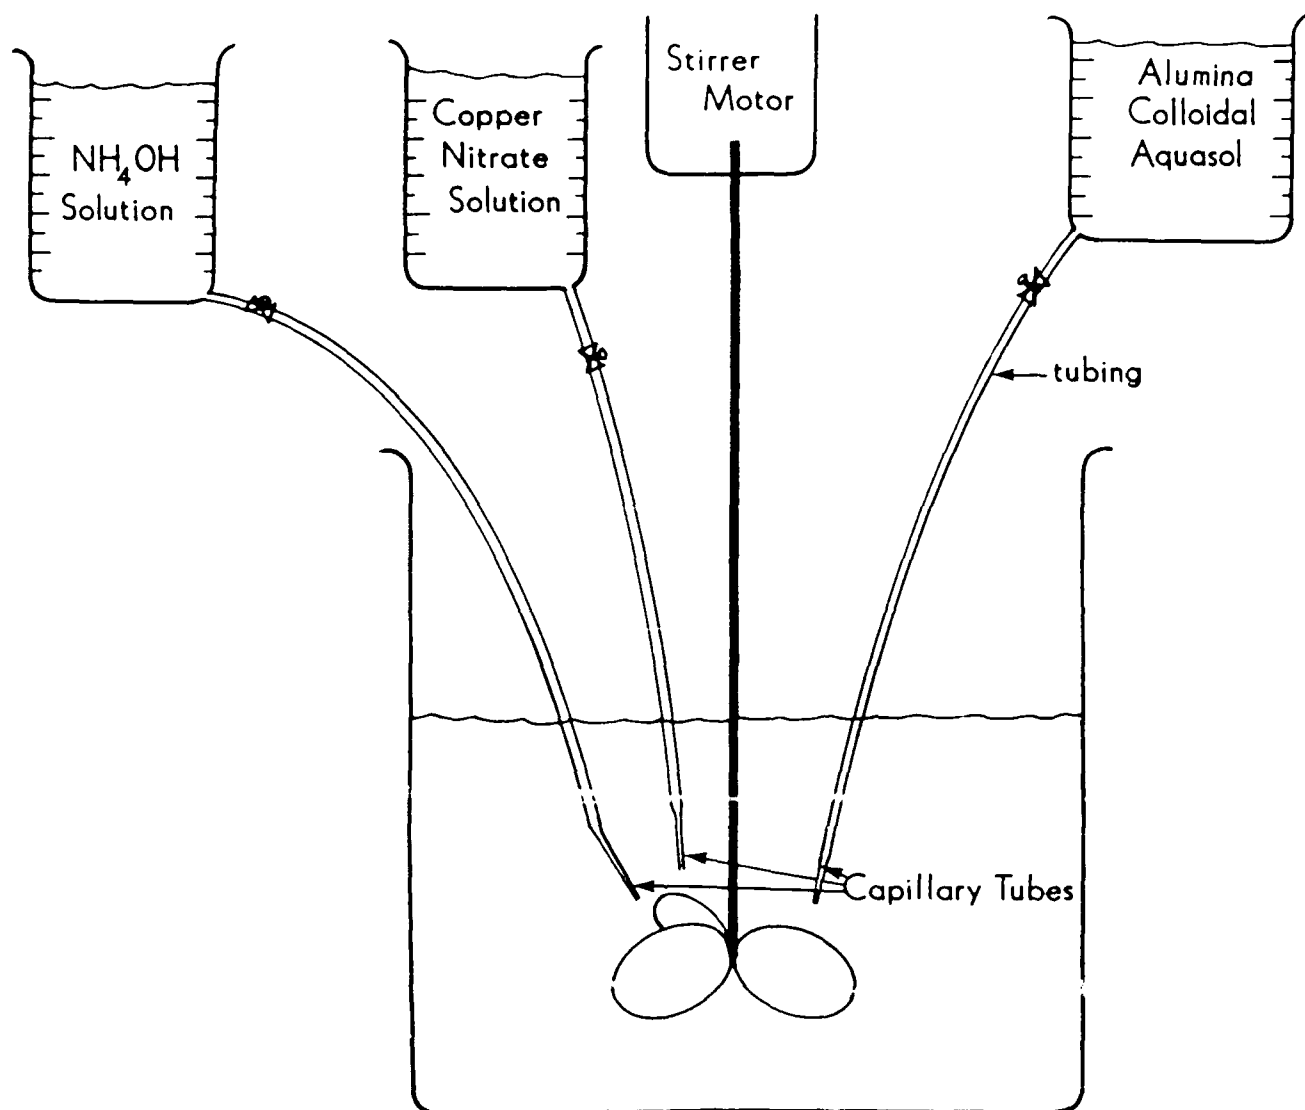 NH4OH
Solution
Copper
Nitrate
Solution
Stirrer
Motor
Alumina
Colloidal
Aquasol
tubing
Capillary Tubes